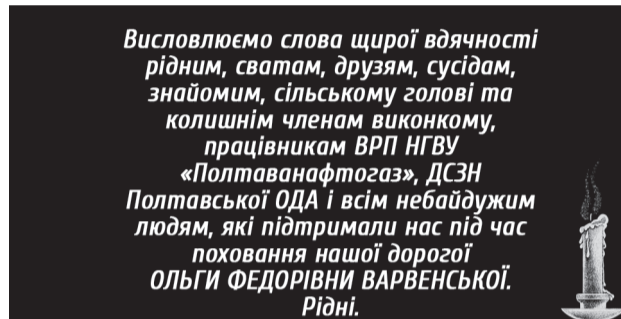 Висловлюємо слова щирої вдячності
рідним, сватам, друзям, сусідам,
знайомим, сільському голові та
колишнім членам виконкому,
працівникам ВРП НГВУ
«Полтаванафтогаз», ДСЗН
Полтавської ОДА і всім небайдужим
людям, які підтримали нас під час
поховання нашої дорогої
ОЛЬГИ ФЕДОРІВНИ ВАРВЕНСЬКОЇ.
Рідні.